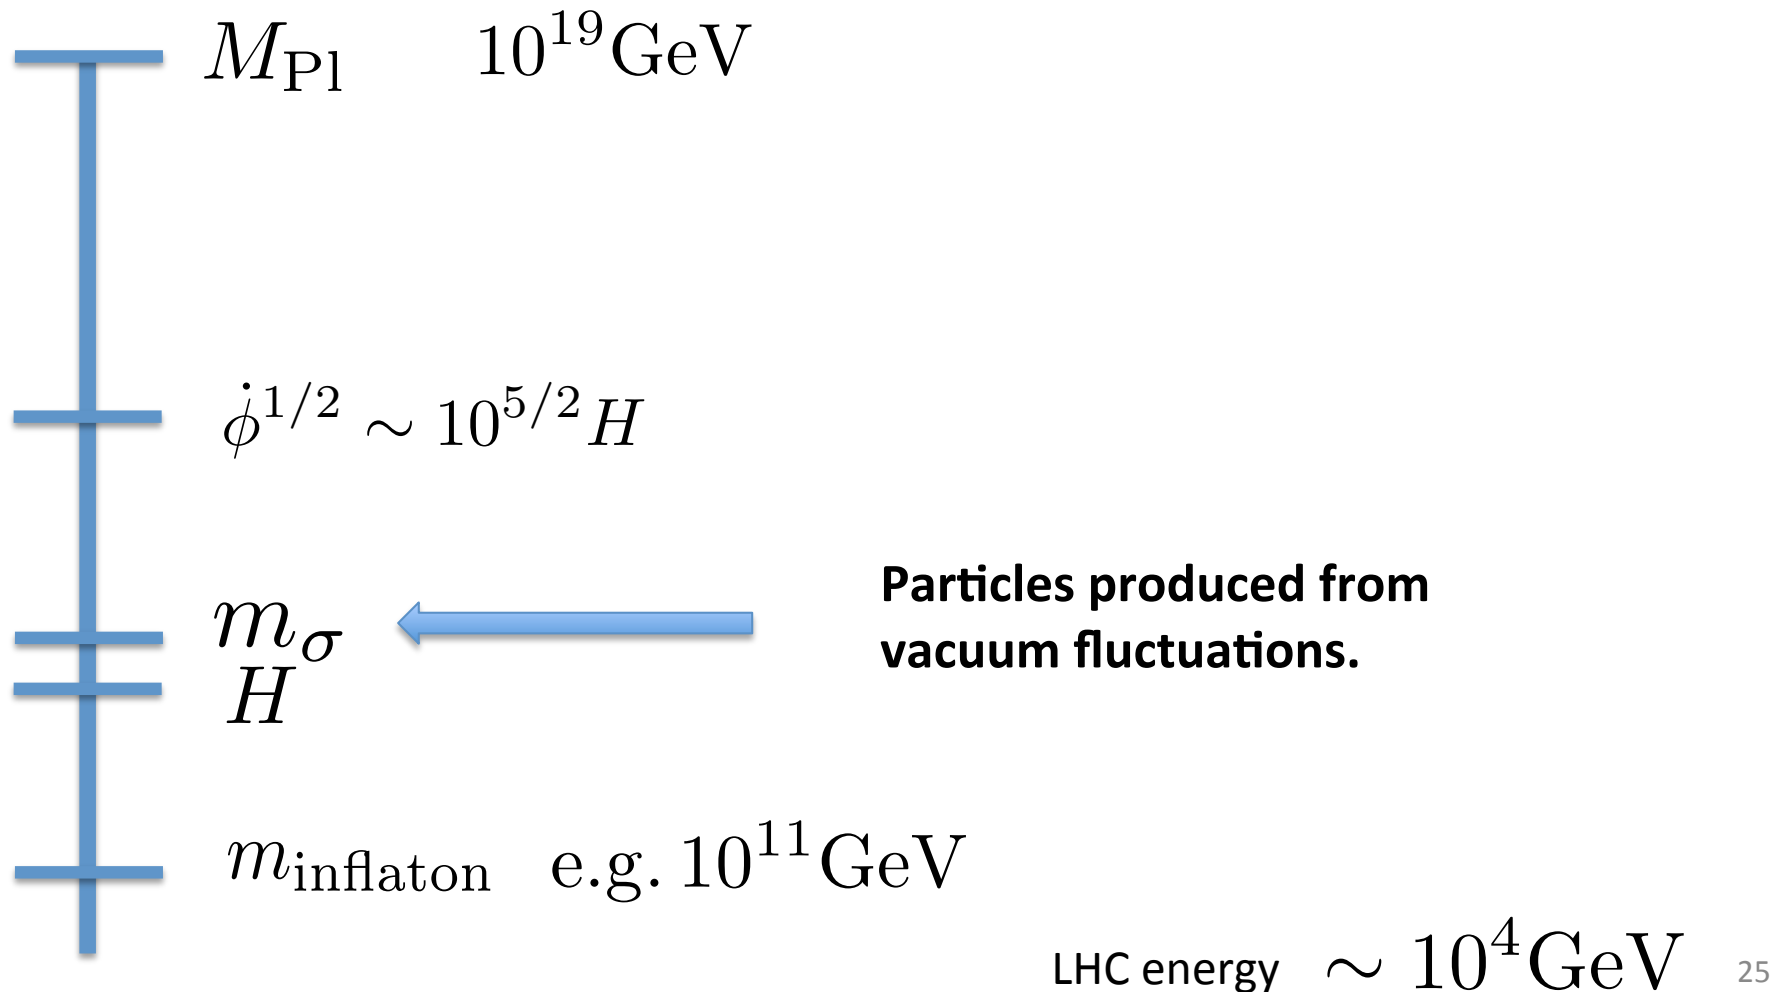 M_Pl 10^19 GeV
ϕ̇^1/2 ∼ 10^5/2 H
m_σ
Particles produced from
vacuum fluctuations.
H
m_inflaton e.g. 10^11 GeV
LHC energy ∼ 10^4 GeV 25